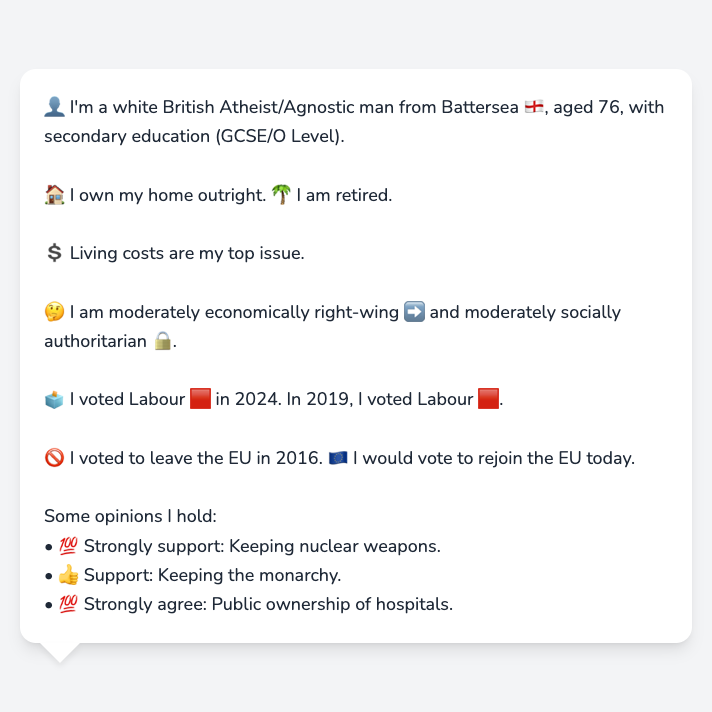 👤 I'm a white British Atheist/Agnostic man from Battersea 🏴󠁧󠁢󠁥󠁮󠁧󠁿, aged 76, with
secondary education (GCSE/O Level).
🏠 I own my home outright. 🌴 I am retired.
💲 Living costs are my top issue.
🤔 I am moderately economically right-wing ➡️ and moderately socially
authoritarian 🔒.
🗳️ I voted Labour 🟥 in 2024. In 2019, I voted Labour 🟥.
🚫 I voted to leave the EU in 2016. 🇪🇺 I would vote to rejoin the EU today.
Some opinions I hold:
• 💯 Strongly support: Keeping nuclear weapons.
• 👍 Support: Keeping the monarchy.
• 💯 Strongly agree: Public ownership of hospitals.